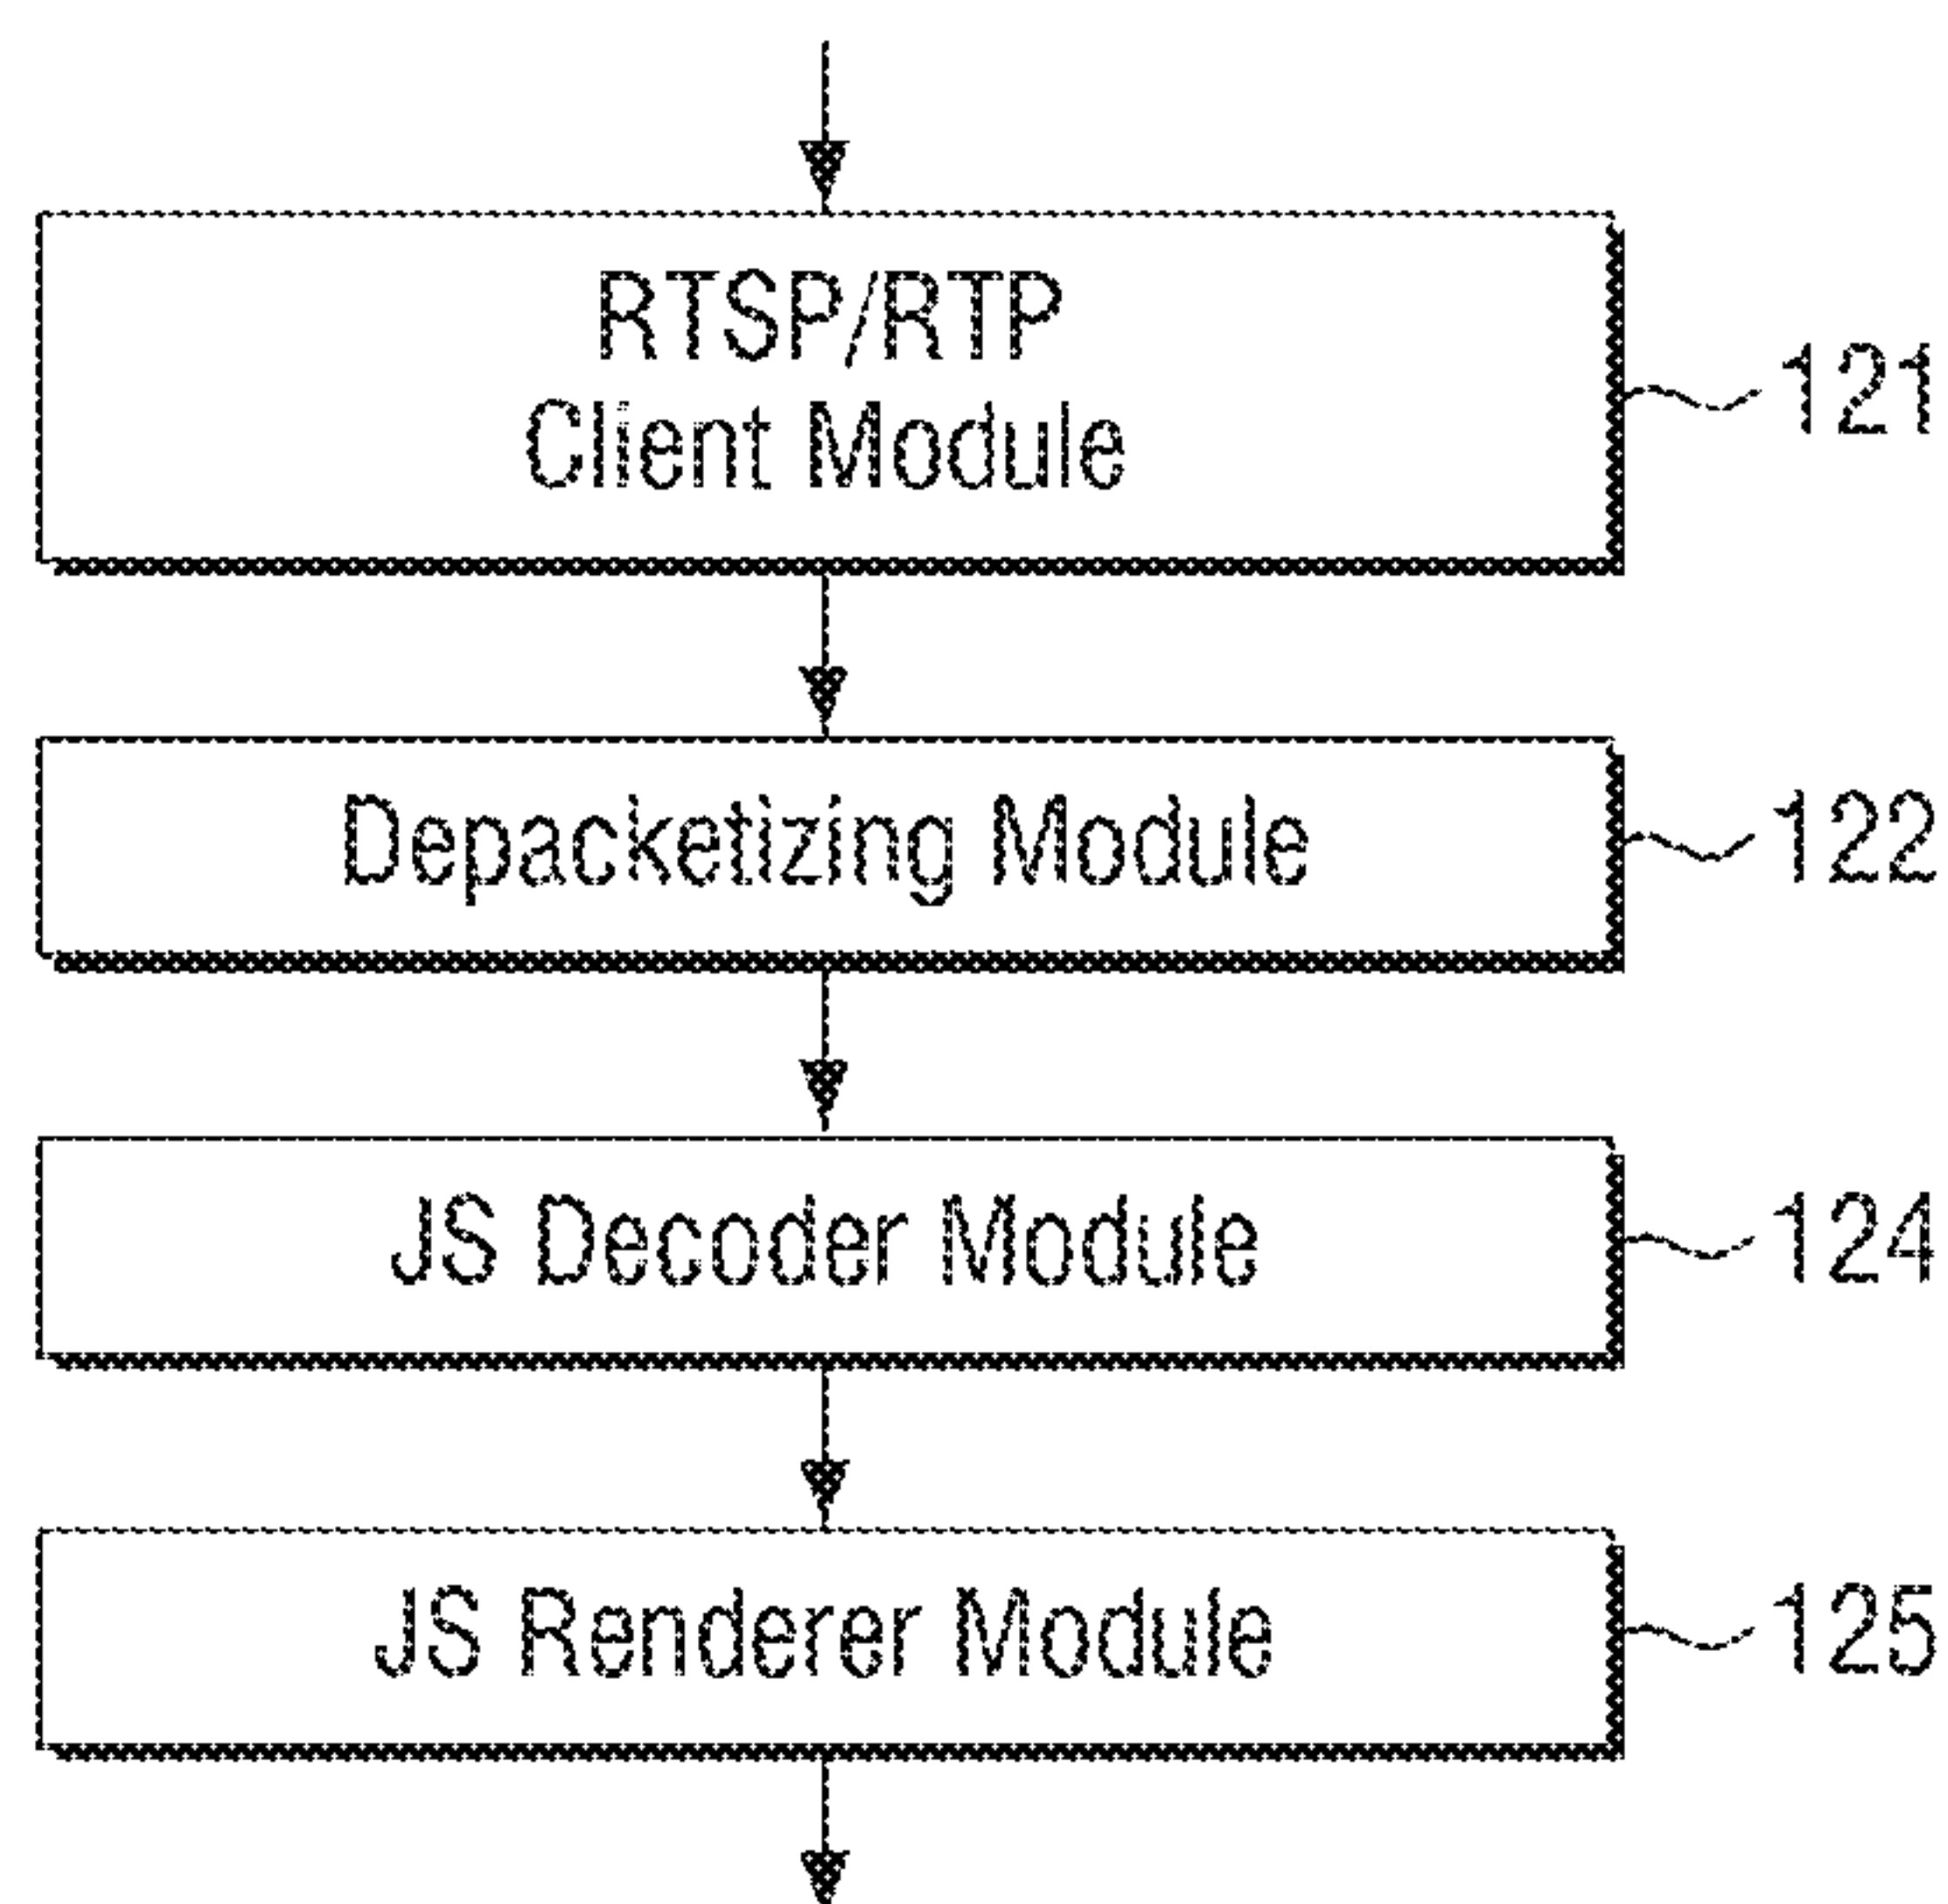 RTSP/RTP
Client Module
121
Depacketizing Module
122
JS Decoder Module
124
JS Renderer Module
125